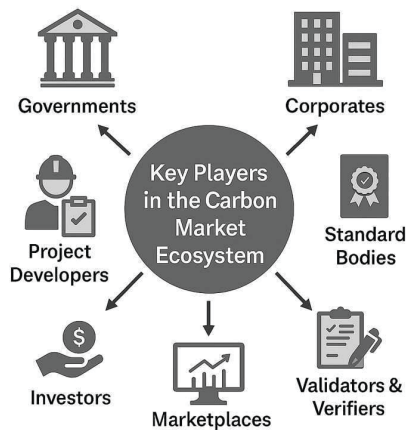 Governments
Corporates
Key Players
in the Carbon
Market
Ecosystem
Project
Developers
Standard
Bodies
$
Investors
Marketplaces
Validators &
Verifiers